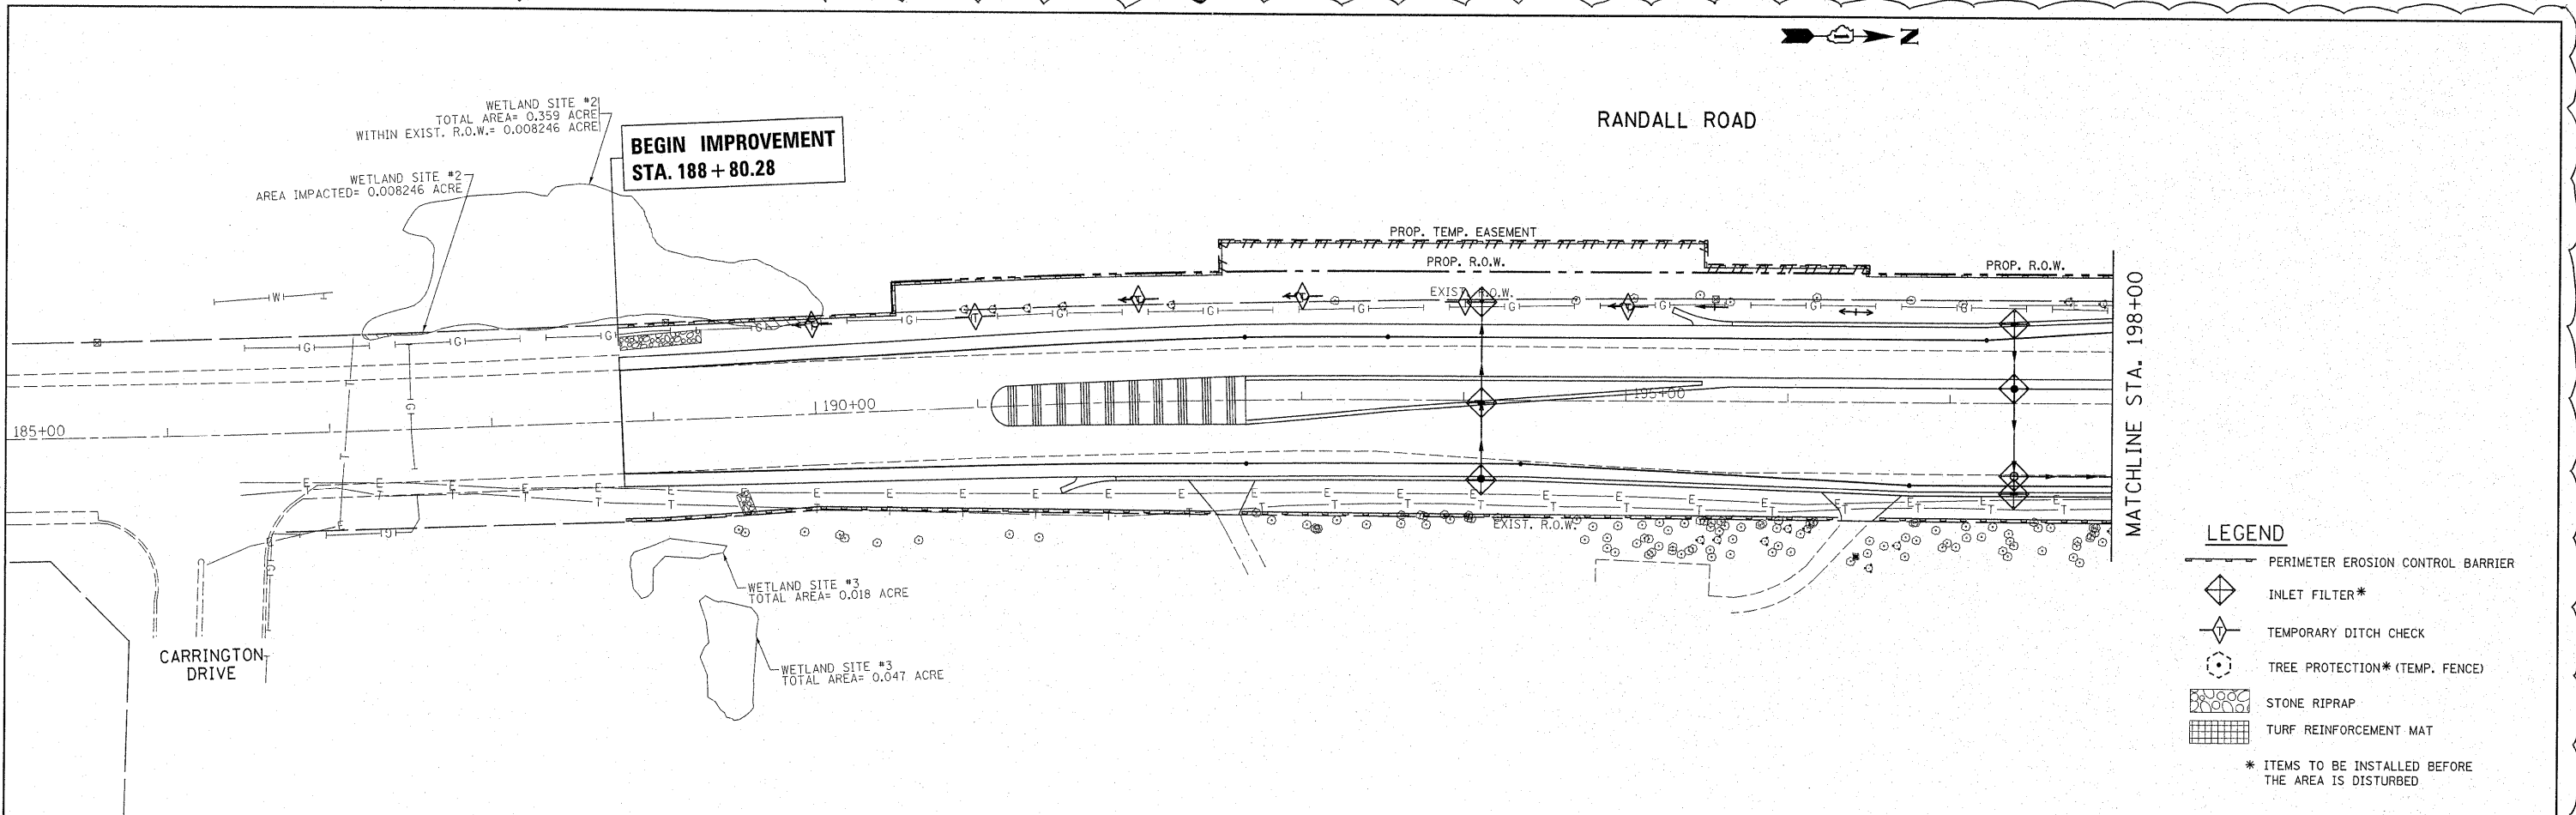 N
RANDALL ROAD
WETLAND SITE #2
TOTAL AREA= 0.359 ACRE
WITHIN EXIST. R.O.W.= 0.008246 ACRE
BEGIN IMPROVEMENT
STA. 188+80.28
WETLAND SITE #2
AREA IMPACTED= 0.008246 ACRE
PROP. TEMP. EASEMENT
PROP. R.O.W.
PROP. R.O.W.
EXIST. R.O.W.
185+00
190+00
195+00
MATCHLINE STA. 198+00
EXIST. R.O.W.
WETLAND SITE #3
TOTAL AREA= 0.018 ACRE
WETLAND SITE #3
TOTAL AREA= 0.047 ACRE
CARRINGTON
DRIVE
LEGEND
PERIMETER EROSION CONTROL BARRIER
INLET FILTER*
TEMPORARY DITCH CHECK
TREE PROTECTION* (TEMP. FENCE)
STONE RIPRAP
TURF REINFORCEMENT MAT
* ITEMS TO BE INSTALLED BEFORE
THE AREA IS DISTURBED